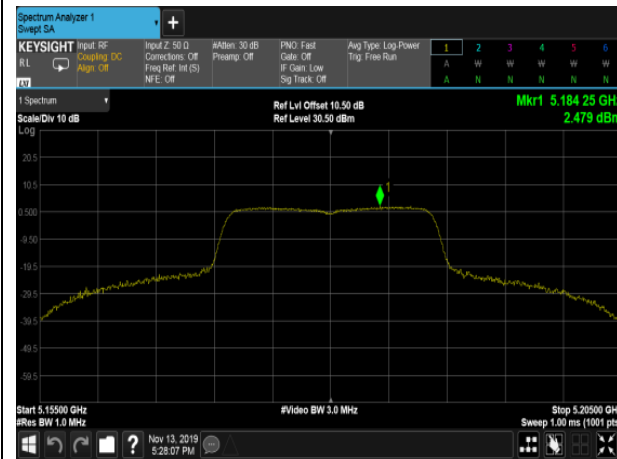 Spectrum Analyzer 1
Swept SA
+
KEYSIGHT
RL
LXI
Input: RF
Coupling: DC
Align: Off
Input Z: 50 Ω
Corrections: Off
Freq Ref: Int (S)
NFE: Off
#Atten: 30 dB
Preamp: Off
PNO: Fast
Gate: Off
IF Gain: Low
Sig Track: Off
Avg Type: Log-Power
Trig: Free Run
1 2 3 4 5 6
A W W W W W
A N N N N N
1 Spectrum
Scale/Div 10 dB
Log
Ref Lvl Offset 10.50 dB
Ref Level 30.50 dBm
Mkr1 5.184 25 GHz
2.479 dBm
1
20.5
10.5
0.500
-9.50
-19.5
-29.5
-39.5
-49.5
-59.5
Start 5.15500 GHz
#Res BW 1.0 MHz
#Video BW 3.0 MHz
Stop 5.20500 GH
Sweep 1.00 ms (1001 pts
?
Nov 13, 2019
5:28:07 PM